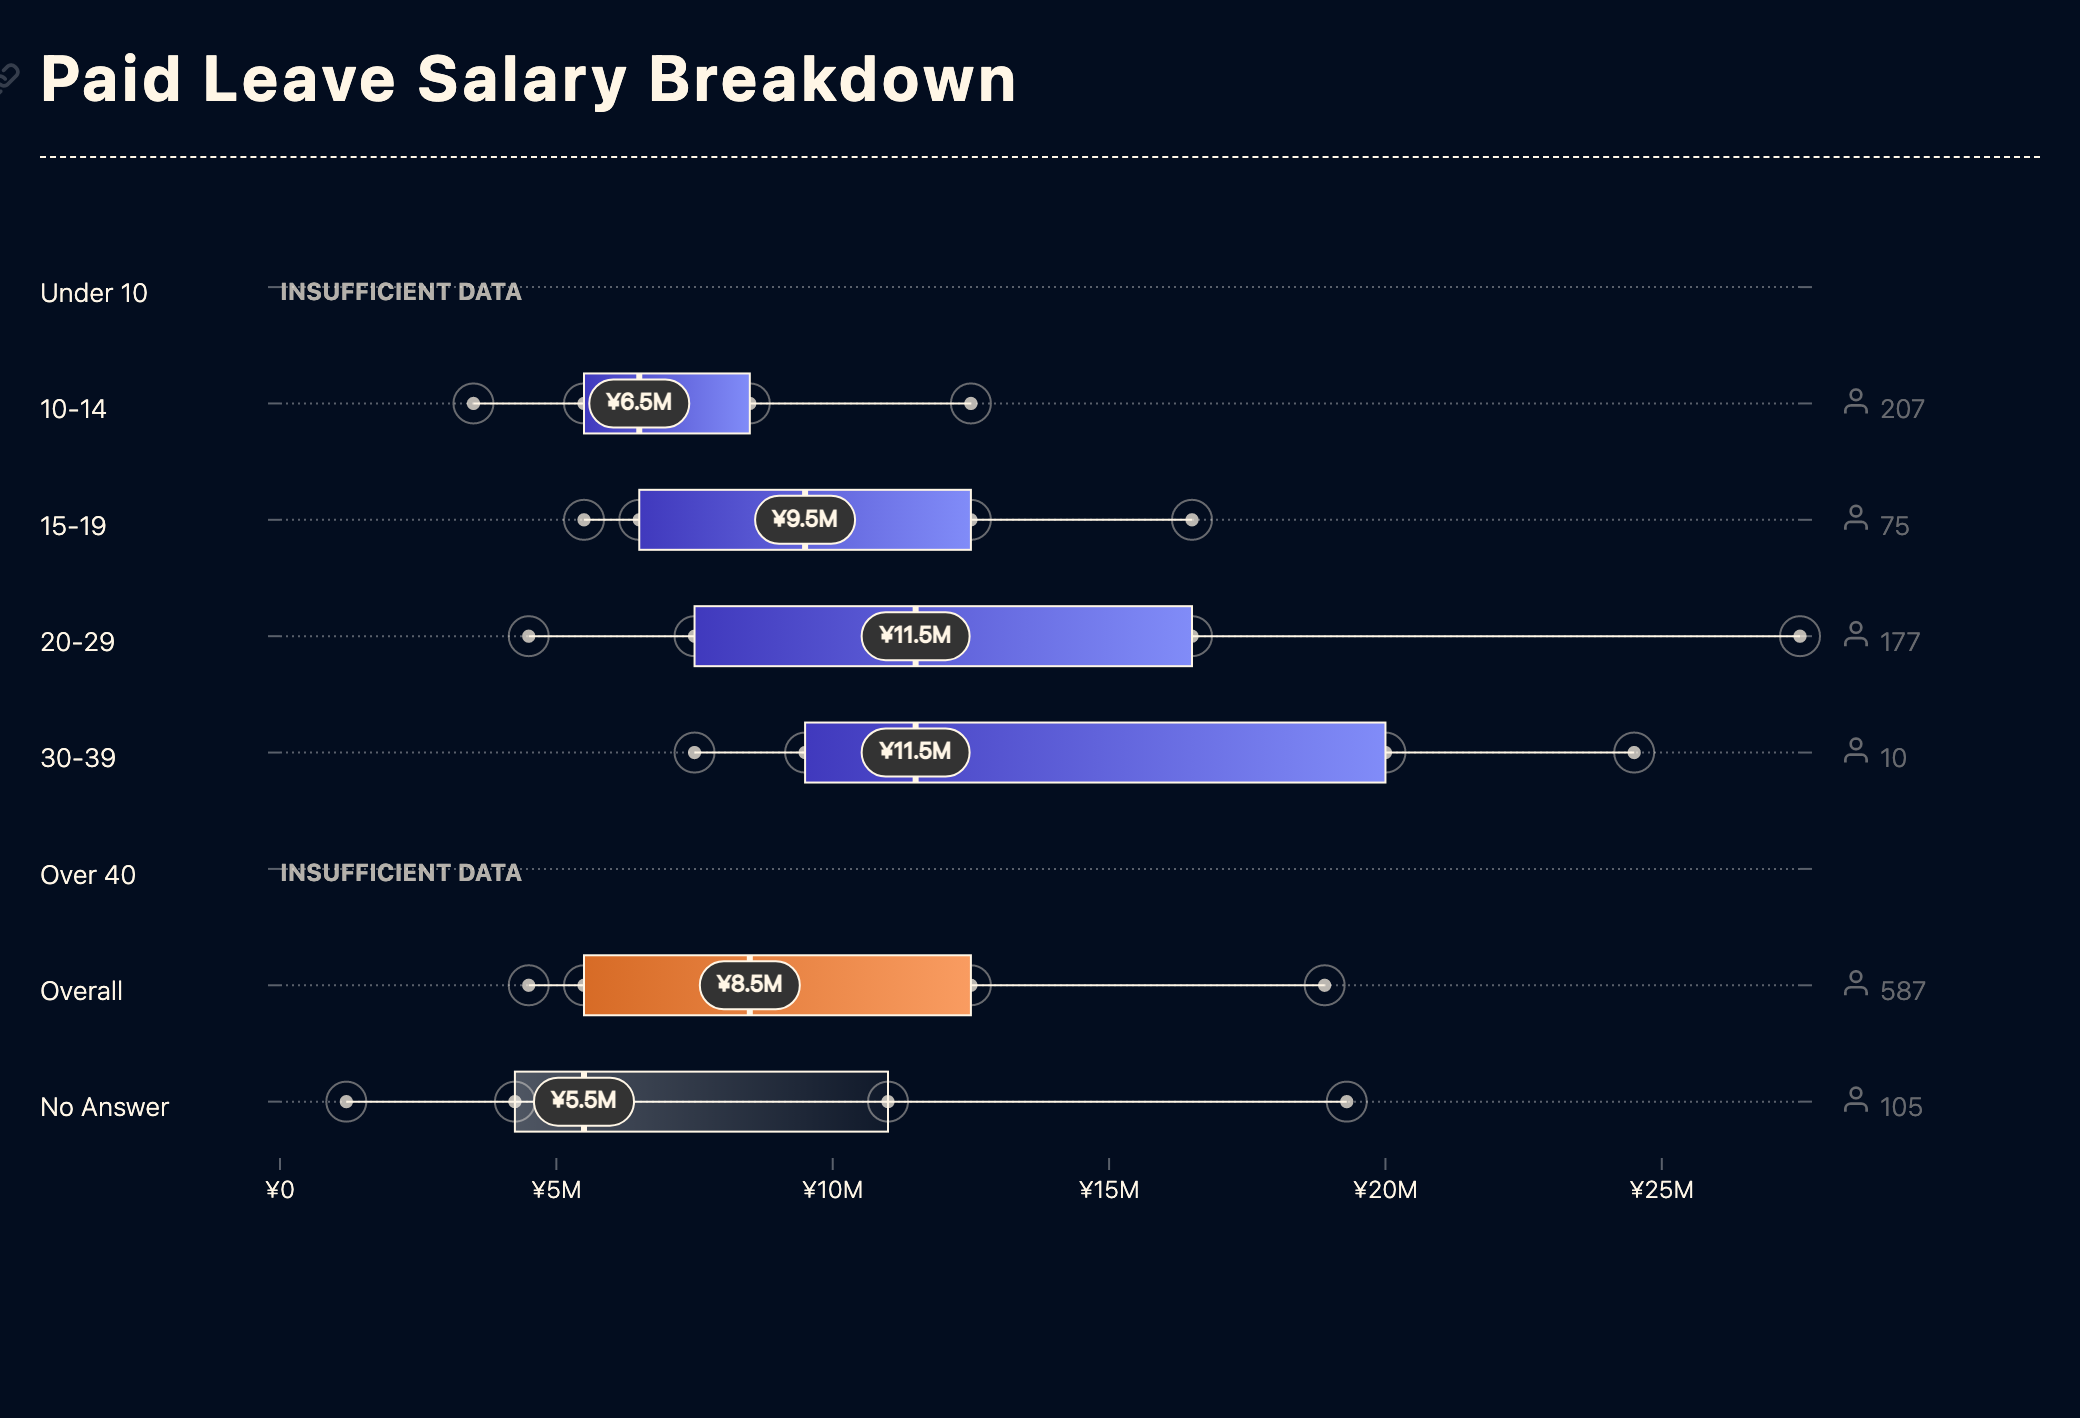 Paid Leave Salary Breakdown
Under 10 INSUFFICIENT DATA
10-14 ¥6.5M 207
15-19 ¥9.5M 75
20-29 ¥11.5M 177
30-39 ¥11.5M 10
Over 40 INSUFFICIENT DATA
Overall ¥8.5M 587
No Answer ¥5.5M 105
¥0 ¥5M ¥10M ¥15M ¥20M ¥25M